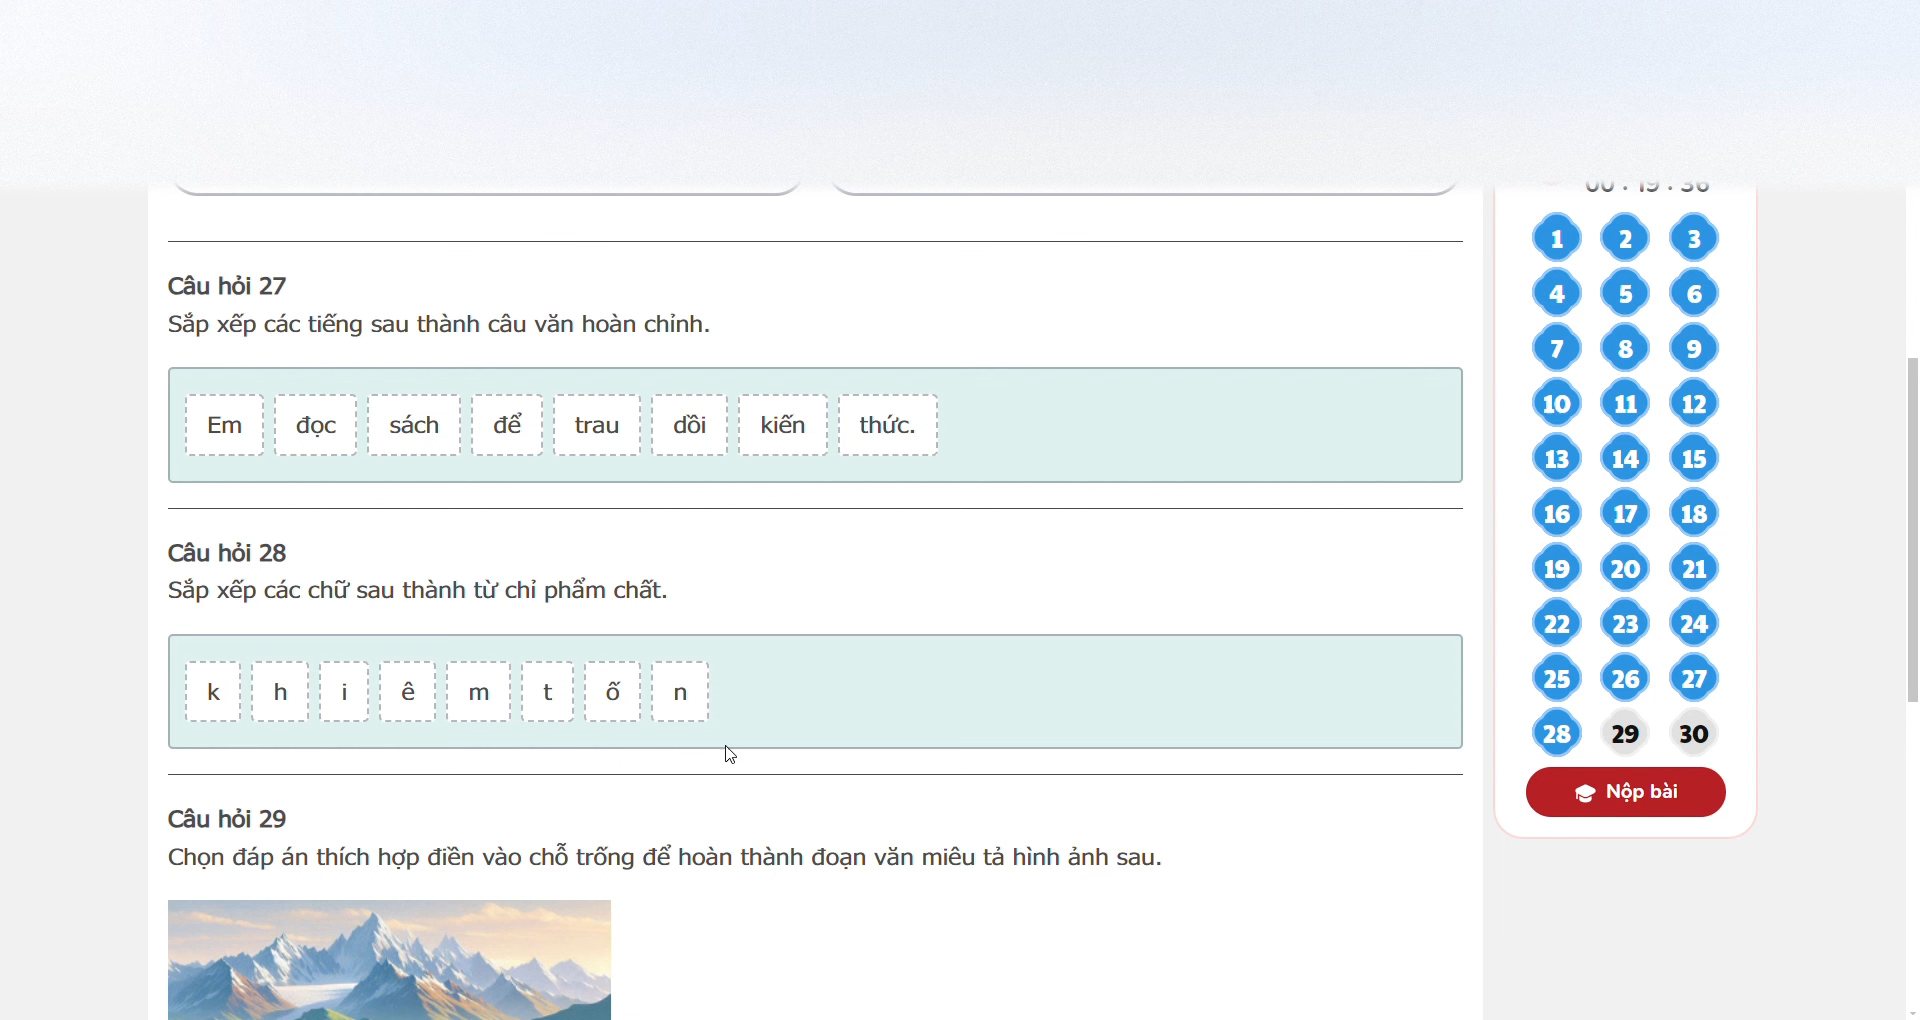 00 : 19 : 36
Câu hỏi 27
Sắp xếp các tiếng sau thành câu văn hoàn chỉnh.
Em đọc sách để trau dồi kiến thức.
Câu hỏi 28
Sắp xếp các chữ sau thành từ chỉ phẩm chất.
k h i ê m t ố n
Câu hỏi 29
Chọn đáp án thích hợp điền vào chỗ trống để hoàn thành đoạn văn miêu tả hình ảnh sau.
1 2 3
4 5 6
7 8 9
10 11 12
13 14 15
16 17 18
19 20 21
22 23 24
25 26 27
28 29 30
Nộp bài